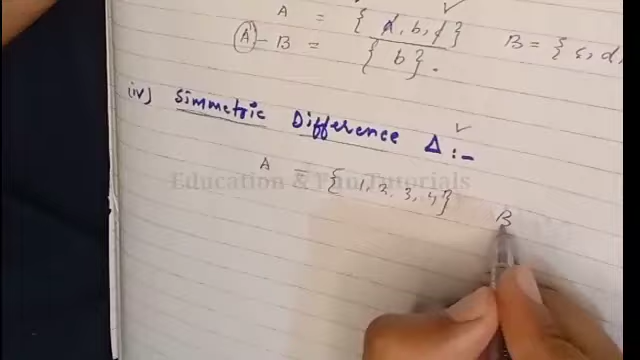 A = { a, b, c}
A - B = { b}.
B = { c, d,
(iv) Simmetric Difference Δ :-
A = { 1, 2, 3, 4}
B
Education & Fun Tutorials